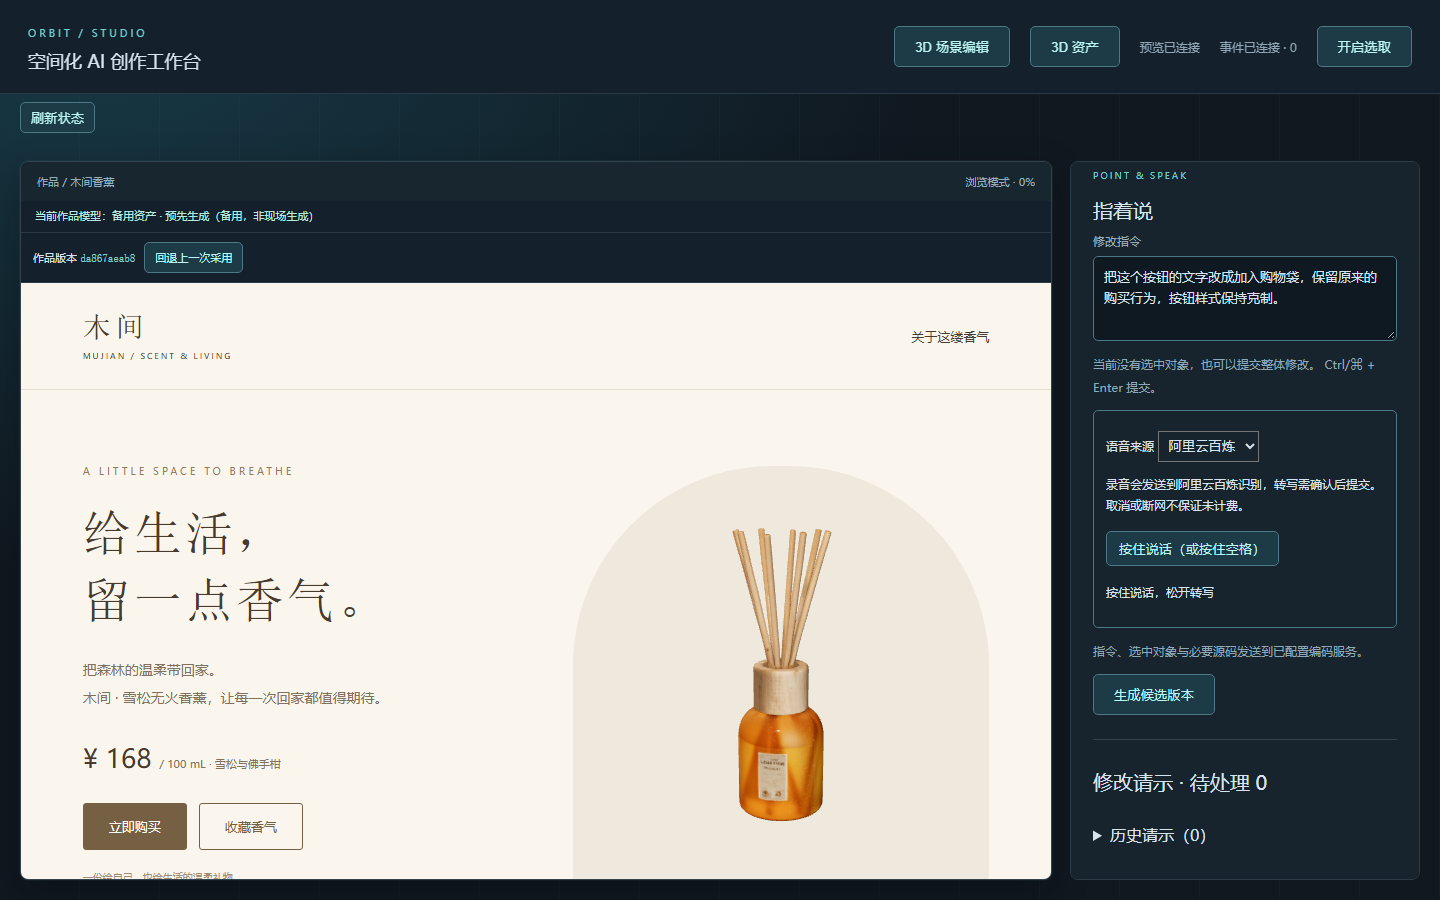 ORBIT / STUDIO
空间化 AI 创作工作台
3D 场景编辑
3D 资产
预览已连接
事件已连接 · 0
开启选取
刷新状态
作品 / 木间香薰
浏览模式 · 0%
当前作品模型：备用资产 · 预先生成（备用，非现场生成）
作品版本 da867aeab8
回退上一次采用
木间
MUJIAN / SCENT & LIVING
关于这缕香气
A LITTLE SPACE TO BREATHE
给生活，
留一点香气。
把森林的温柔带回家。
木间 · 雪松无火香薰，让每一次回家都值得期待。
¥ 168 / 100 mL · 雪松与佛手柑
立即购买
收藏香气
POINT & SPEAK
指着说
修改指令
把这个按钮的文字改成加入购物袋，保留原来的
购买行为，按钮样式保持克制。
当前没有选中对象，也可以提交整体修改。 Ctrl/⌘ +
Enter 提交。
语音来源 阿里云百炼
录音会发送到阿里云百炼识别，转写需确认后提交。
取消或断网不保证未计费。
按住说话（或按住空格）
按住说话，松开转写
指令、选中对象与必要源码发送到已配置编码服务。
生成候选版本
修改请示 · 待处理 0
历史请示（0）